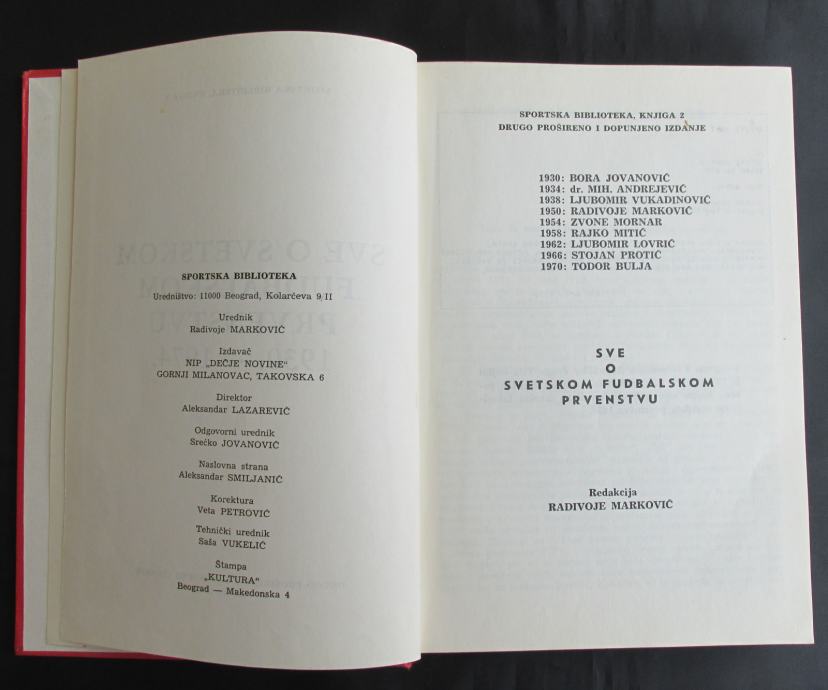 SPORTSKA BIBLIOTEKA
Uredništvo: 11000 Beograd, Kolarčeva 9/II
Urednik
Radivoje MARKOVIĆ
Izdavač
NIP „DEČJE NOVINE"
GORNJI MILANOVAC, TAKOVSKA 6
Direktor
Aleksandar LAZAREVIĆ
Odgovorni urednik
Srećko JOVANOVIĆ
Naslovna strana
Aleksandar SMILJANIĆ
Korektura
Veta PETROVIĆ
Tehnički urednik
Saša VUKELIĆ
Štampa
„KULTURA"
Beograd — Makedonska 4
SPORTSKA BIBLIOTEKA, KNJIGA 2
DRUGO PROŠIRENO I DOPUNJENO IZDANJE
1930: BORA JOVANOVIĆ
1934: dr. MIH. ANDREJEVIĆ
1938: LJUBOMIR VUKADINOVIĆ
1950: RADIVOJE MARKOVIĆ
1954: ZVONE MORNAR
1958: RAJKO MITIĆ
1962: LJUBOMIR LOVRIĆ
1966: STOJAN PROTIĆ
1970: TODOR BULJA
SVE
O
SVETSKOM FUDBALSKOM
PRVENSTVU
Redakcija
RADIVOJE MARKOVIĆ